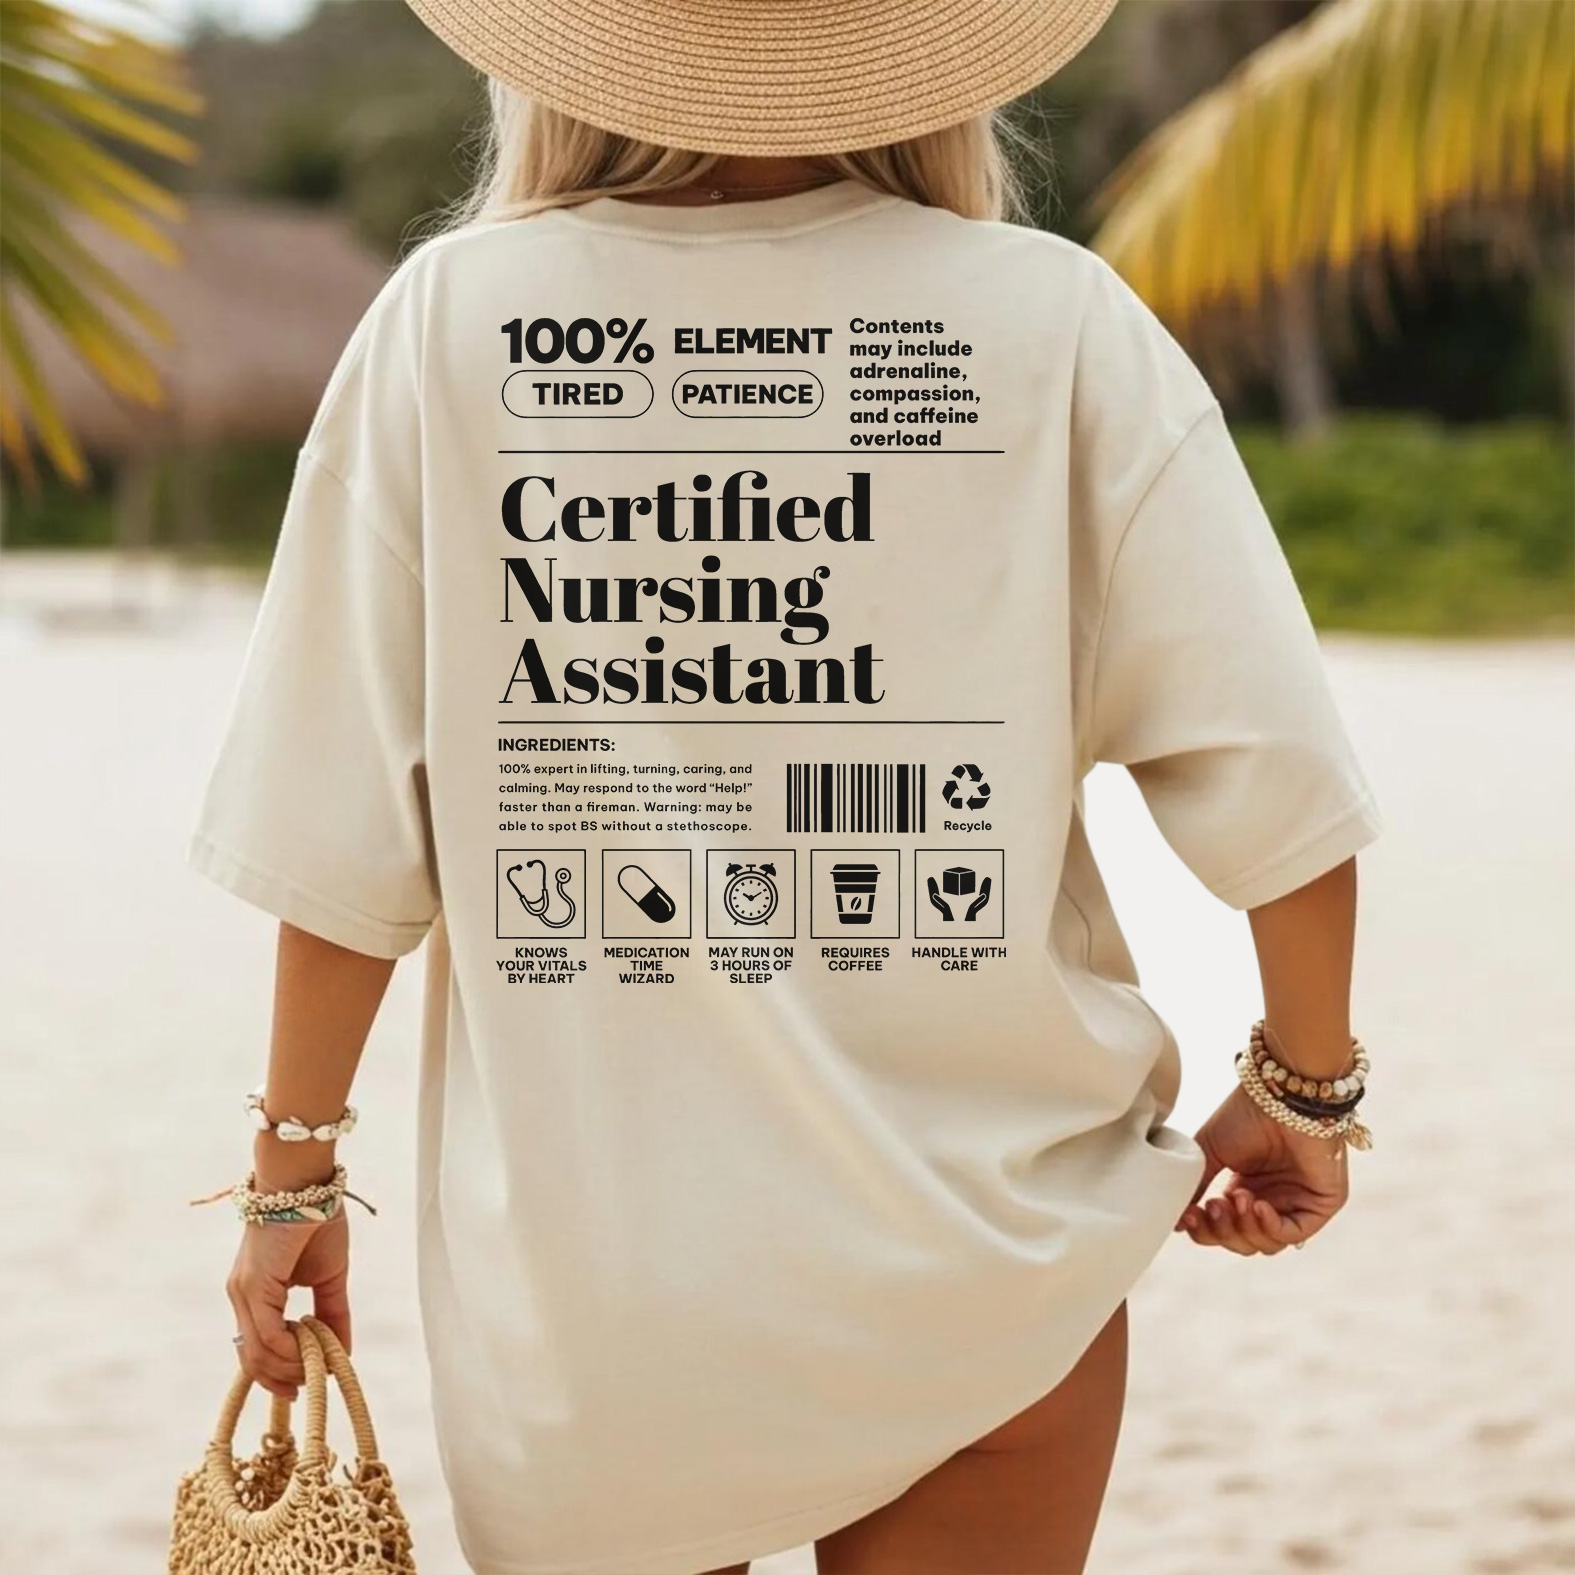 100%
TIRED
ELEMENT
PATIENCE
Contents
may include
adrenaline,
compassion,
and caffeine
overload
Certified
Nursing
Assistant
INGREDIENTS:
100% expert in lifting, turning, caring, and
calming. May respond to the word “Help!”
faster than a fireman. Warning: may be
able to spot BS without a stethoscope.
Recycle
KNOWS
YOUR VITALS
BY HEART
MEDICATION
TIME
WIZARD
MAY RUN ON
3 HOURS OF
SLEEP
REQUIRES
COFFEE
HANDLE WITH
CARE